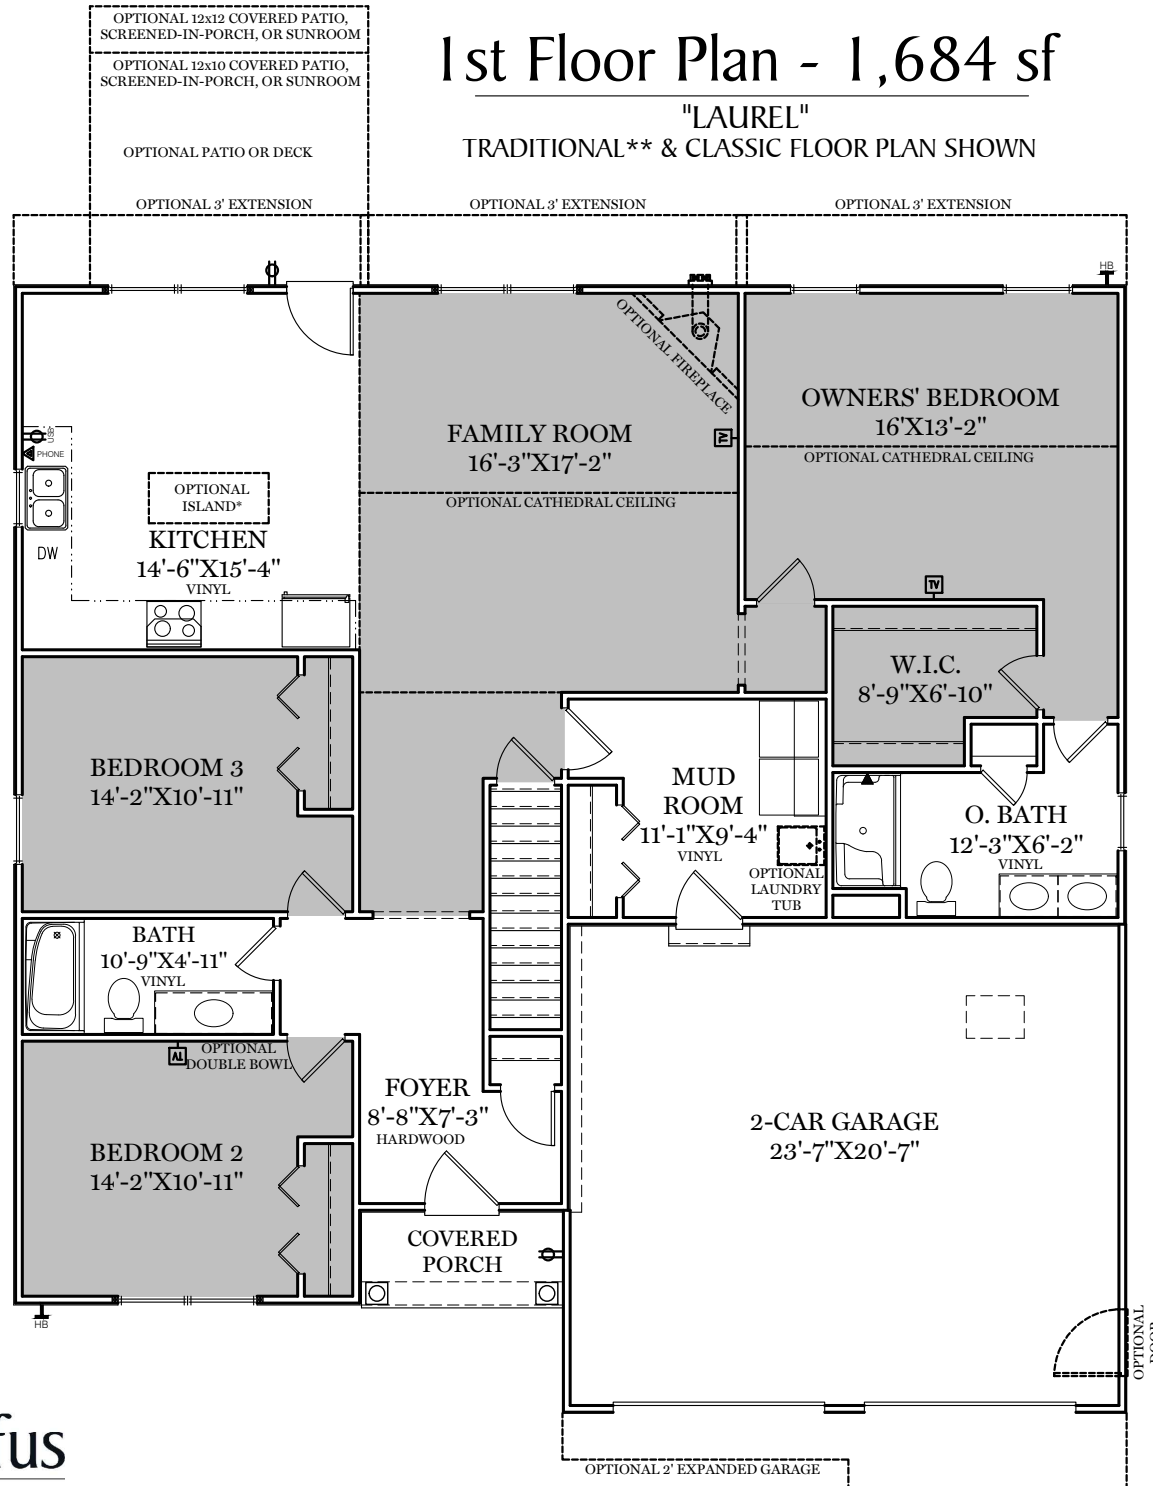 OPTIONAL 12x12 COVERED PATIO,
SCREENED-IN-PORCH, OR SUNROOM
OPTIONAL 12x10 COVERED PATIO,
SCREENED-IN-PORCH, OR SUNROOM
1st Floor Plan - 1,684 sf
"LAUREL"
TRADITIONAL** & CLASSIC FLOOR PLAN SHOWN
OPTIONAL PATIO OR DECK
OPTIONAL 3' EXTENSION
OPTIONAL 3' EXTENSION
OPTIONAL 3' EXTENSION
HB
OPTIONAL FIREPLACE
OWNERS' BEDROOM
16'X13'-2"
OPTIONAL CATHEDRAL CEILING
TV
FAMILY ROOM
16'-3"X17'-2"
OPTIONAL CATHEDRAL CEILING
TV
USB
PHONE
OPTIONAL
ISLAND*
DW
KITCHEN
14'-6"X15'-4"
VINYL
W.I.C.
8'-9"X6'-10"
BEDROOM 3
14'-2"X10'-11"
MUD
ROOM
11'-1"X9'-4"
VINYL
OPTIONAL
LAUNDRY
TUB
O. BATH
12'-3"X6'-2"
VINYL
BATH
10'-9"X4'-11"
VINYL
TV
OPTIONAL
DOUBLE BOWL
FOYER
8'-8"X7'-3"
HARDWOOD
2-CAR GARAGE
23'-7"X20'-7"
BEDROOM 2
14'-2"X10'-11"
COVERED
PORCH
HB
OPTIONAL
DOOR
OPTIONAL 2' EXPANDED GARAGE
fus